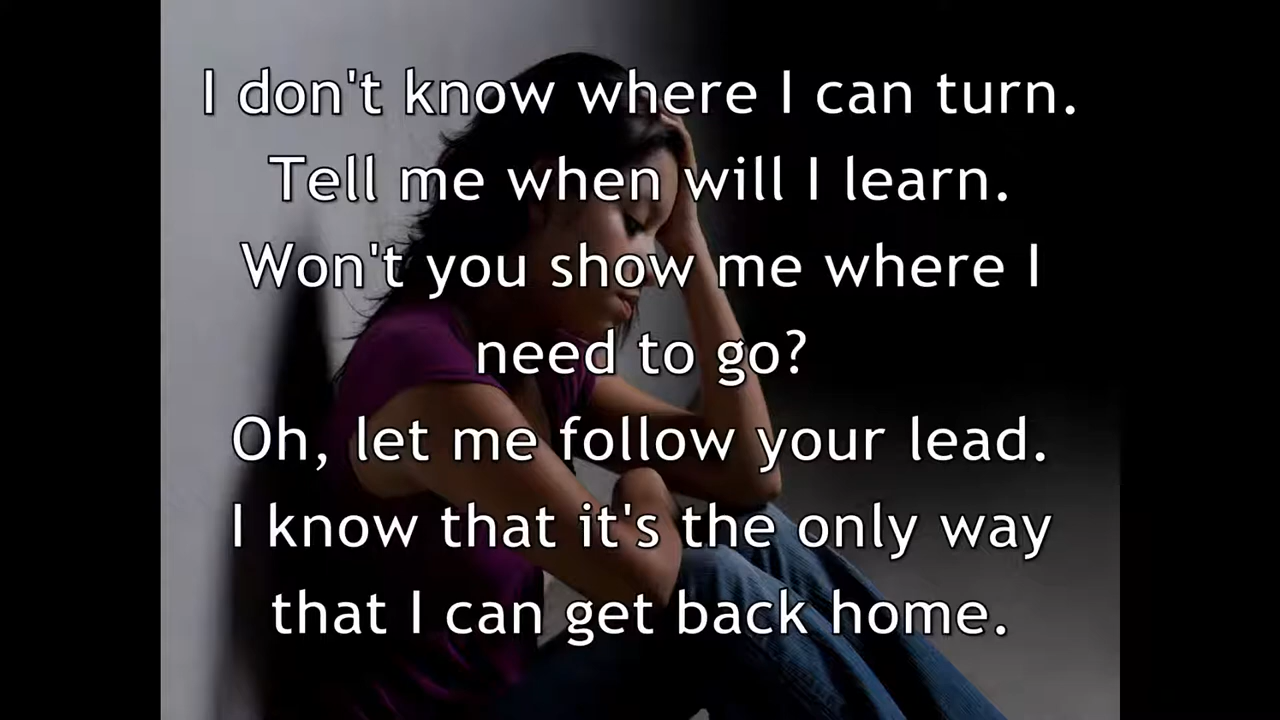 I don't know where I can turn.
Tell me when will I learn.
Won't you show me where I
need to go?
Oh, let me follow your lead.
I know that it's the only way
that I can get back home.